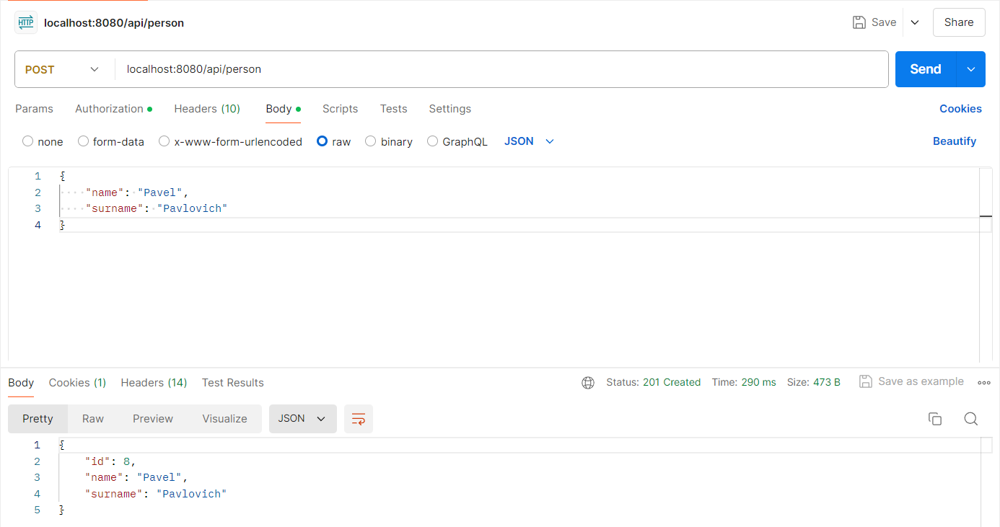 HTTP localhost:8080/api/person Save Share
POST localhost:8080/api/person Send
Params Authorization Headers (10) Body Scripts Tests Settings Cookies
none form-data x-www-form-urlencoded raw binary GraphQL JSON Beautify
1 {
2 "name": "Pavel",
3 "surname": "Pavlovich"
4 }
Body Cookies (1) Headers (14) Test Results Status: 201 Created Time: 290 ms Size: 473 B Save as example
Pretty Raw Preview Visualize JSON
1 {
2 "id": 8,
3 "name": "Pavel",
4 "surname": "Pavlovich"
5 }